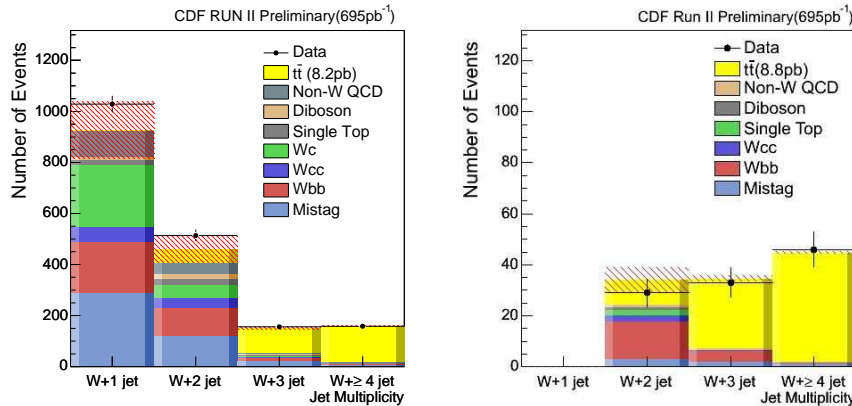 CDF RUN II Preliminary(695pb⁻¹)
Number of Events
1200
1000
800
600
400
200
0
Data
tt̄ (8.2pb)
Non-W QCD
Diboson
Single Top
Wc
Wcc
Wbb
Mistag
W+1 jet
W+2 jet
W+3 jet
W+≥ 4 jet
Jet Multiplicity
CDF Run II Preliminary(695pb⁻¹)
Number of Events
120
100
80
60
40
20
0
Data
tt̄(8.8pb)
Non-W QCD
Diboson
Single Top
Wcc
Wbb
Mistag
W+1 jet
W+2 jet
W+3 jet
W+≥ 4 jet
Jet Multiplicity